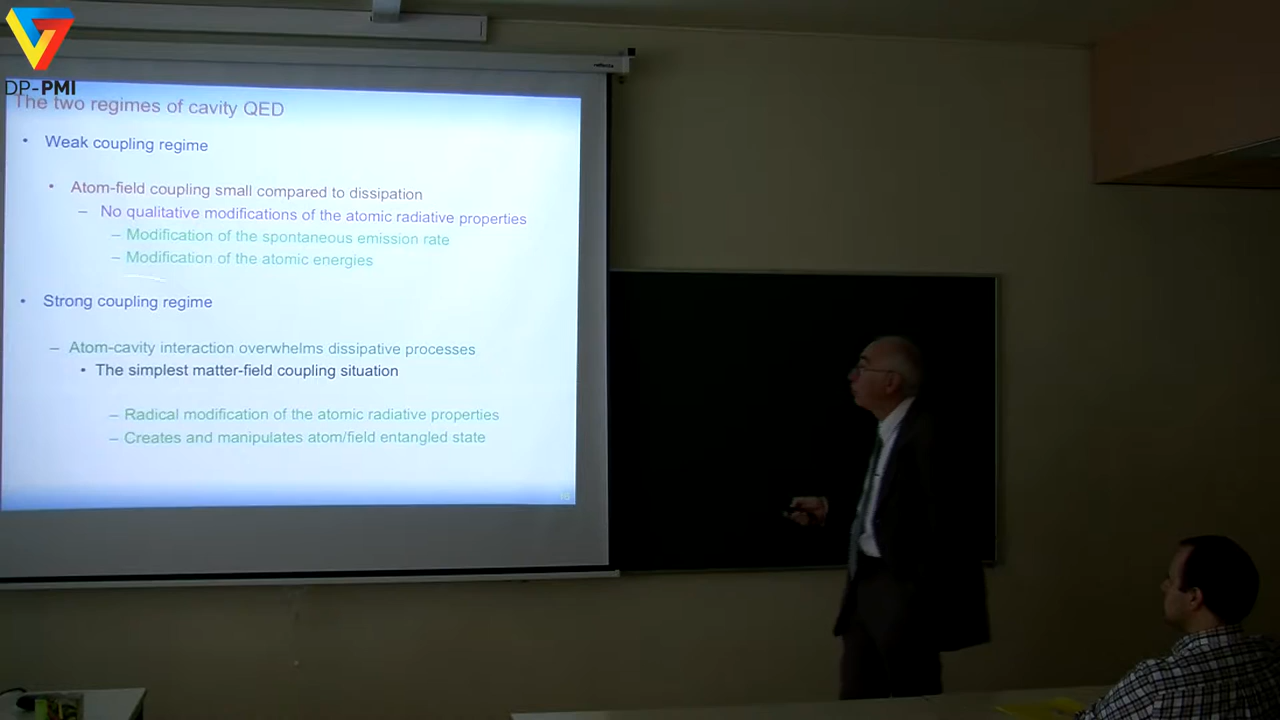 DP-PMI
The two regimes of cavity QED
• Weak coupling regime
• Atom-field coupling small compared to dissipation
– No qualitative modifications of the atomic radiative properties
– Modification of the spontaneous emission rate
– Modification of the atomic energies
• Strong coupling regime
– Atom-cavity interaction overwhelms dissipative processes
• The simplest matter-field coupling situation
– Radical modification of the atomic radiative properties
– Creates and manipulates atom/field entangled state
16